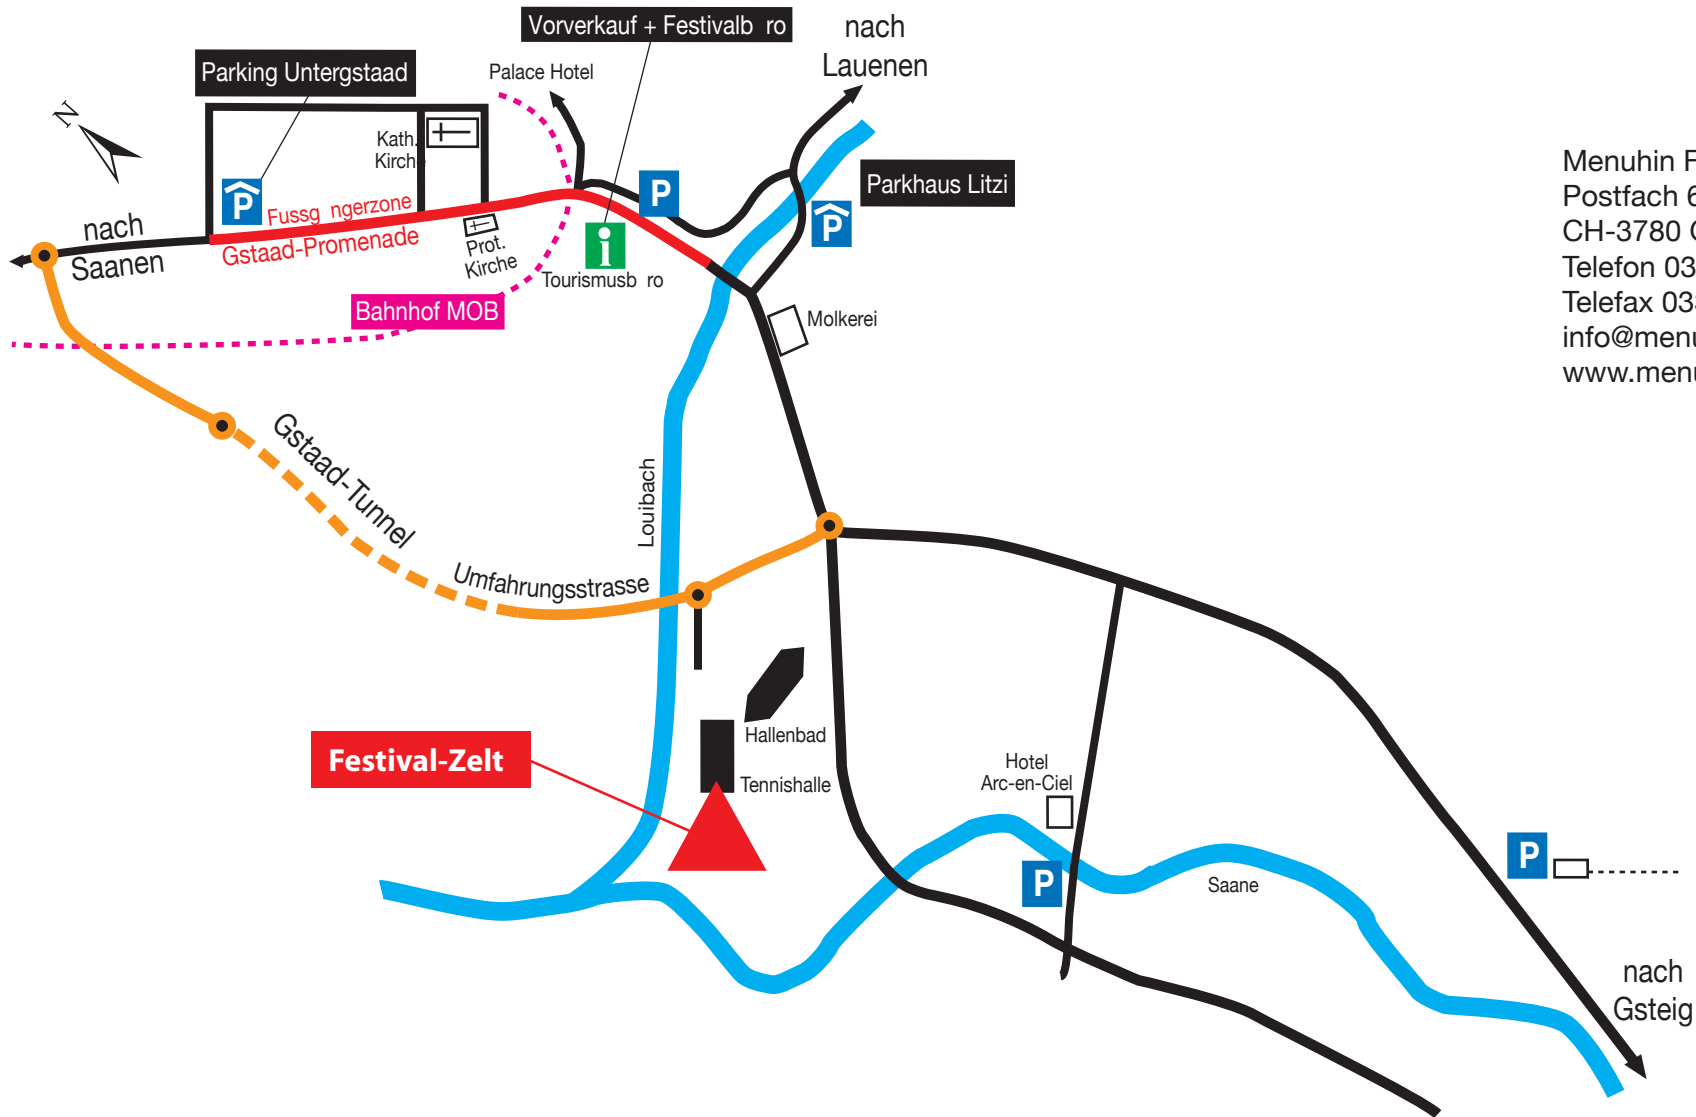 Vorverkauf + Festivalb ro
nach
Lauenen
Parking Untergstaad
Palace Hotel
N
Kath.
Kirche
P
P
Parkhaus Litzi
P
Fussg ngerzone
Gstaad-Promenade
nach
Saanen
Prot.
Kirche
i
Tourismusb ro
Bahnhof MOB
Molkerei
Menuhin F
Postfach 6
CH-3780
Telefon 03
Telefax 03
info@menu
www.menu
Gstaad-Tunnel
Umfahrungsstrasse
Louibach
Festival-Zelt
Hallenbad
Tennishalle
Hotel
Arc-en-Ciel
P
Saane
P
nach
Gsteig